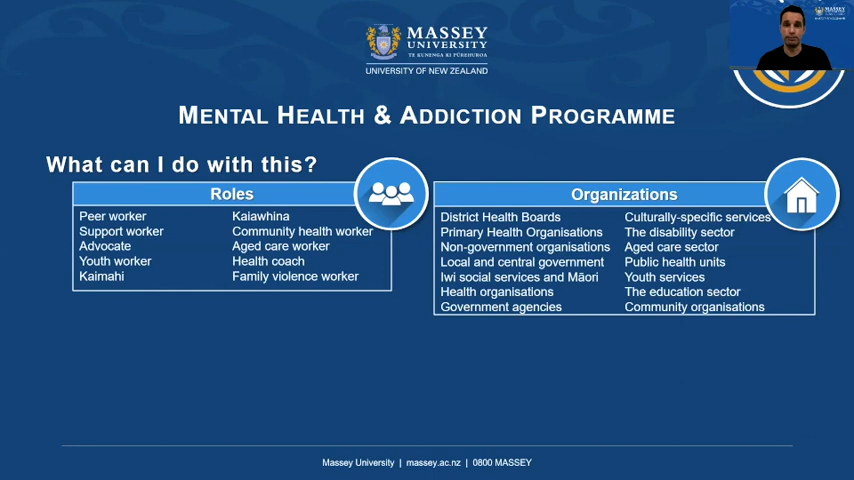 MASSEY
UNIVERSITY
TE KUNENGA KI PŪREHUROA
UNIVERSITY OF NEW ZEALAND
MENTAL HEALTH & ADDICTION PROGRAMME
What can I do with this?
Roles
Peer worker
Support worker
Advocate
Youth worker
Kaimahi
Kaiawhina
Community health worker
Aged care worker
Health coach
Family violence worker
Organizations
District Health Boards
Primary Health Organisations
Non-government organisations
Local and central government
Iwi social services and Māori
Health organisations
Government agencies
Culturally-specific services
The disability sector
Aged care sector
Public health units
Youth services
The education sector
Community organisations
Massey University | massey.ac.nz | 0800 MASSEY